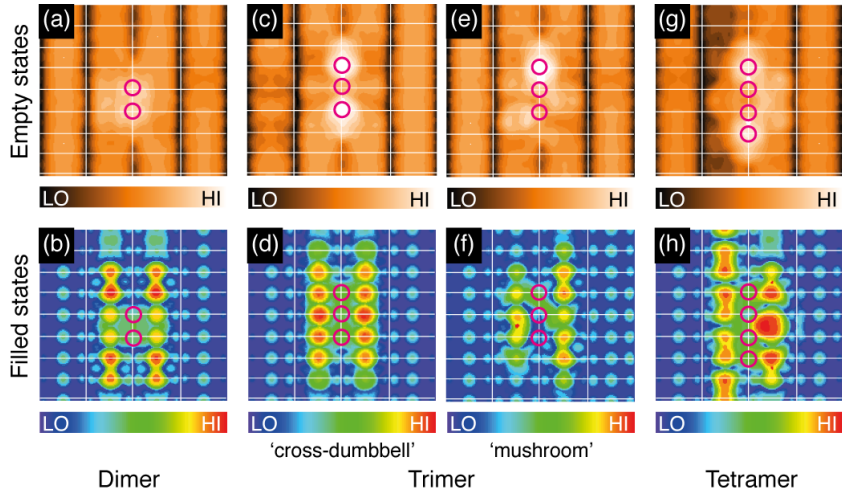 Empty states
(a)
(c)
(e)
(g)
LO HI
LO HI
LO HI
LO HI
Filled states
(b)
(d)
(f)
(h)
LO HI
LO HI
LO HI
LO HI
'cross-dumbbell'
'mushroom'
Dimer
Trimer
Tetramer